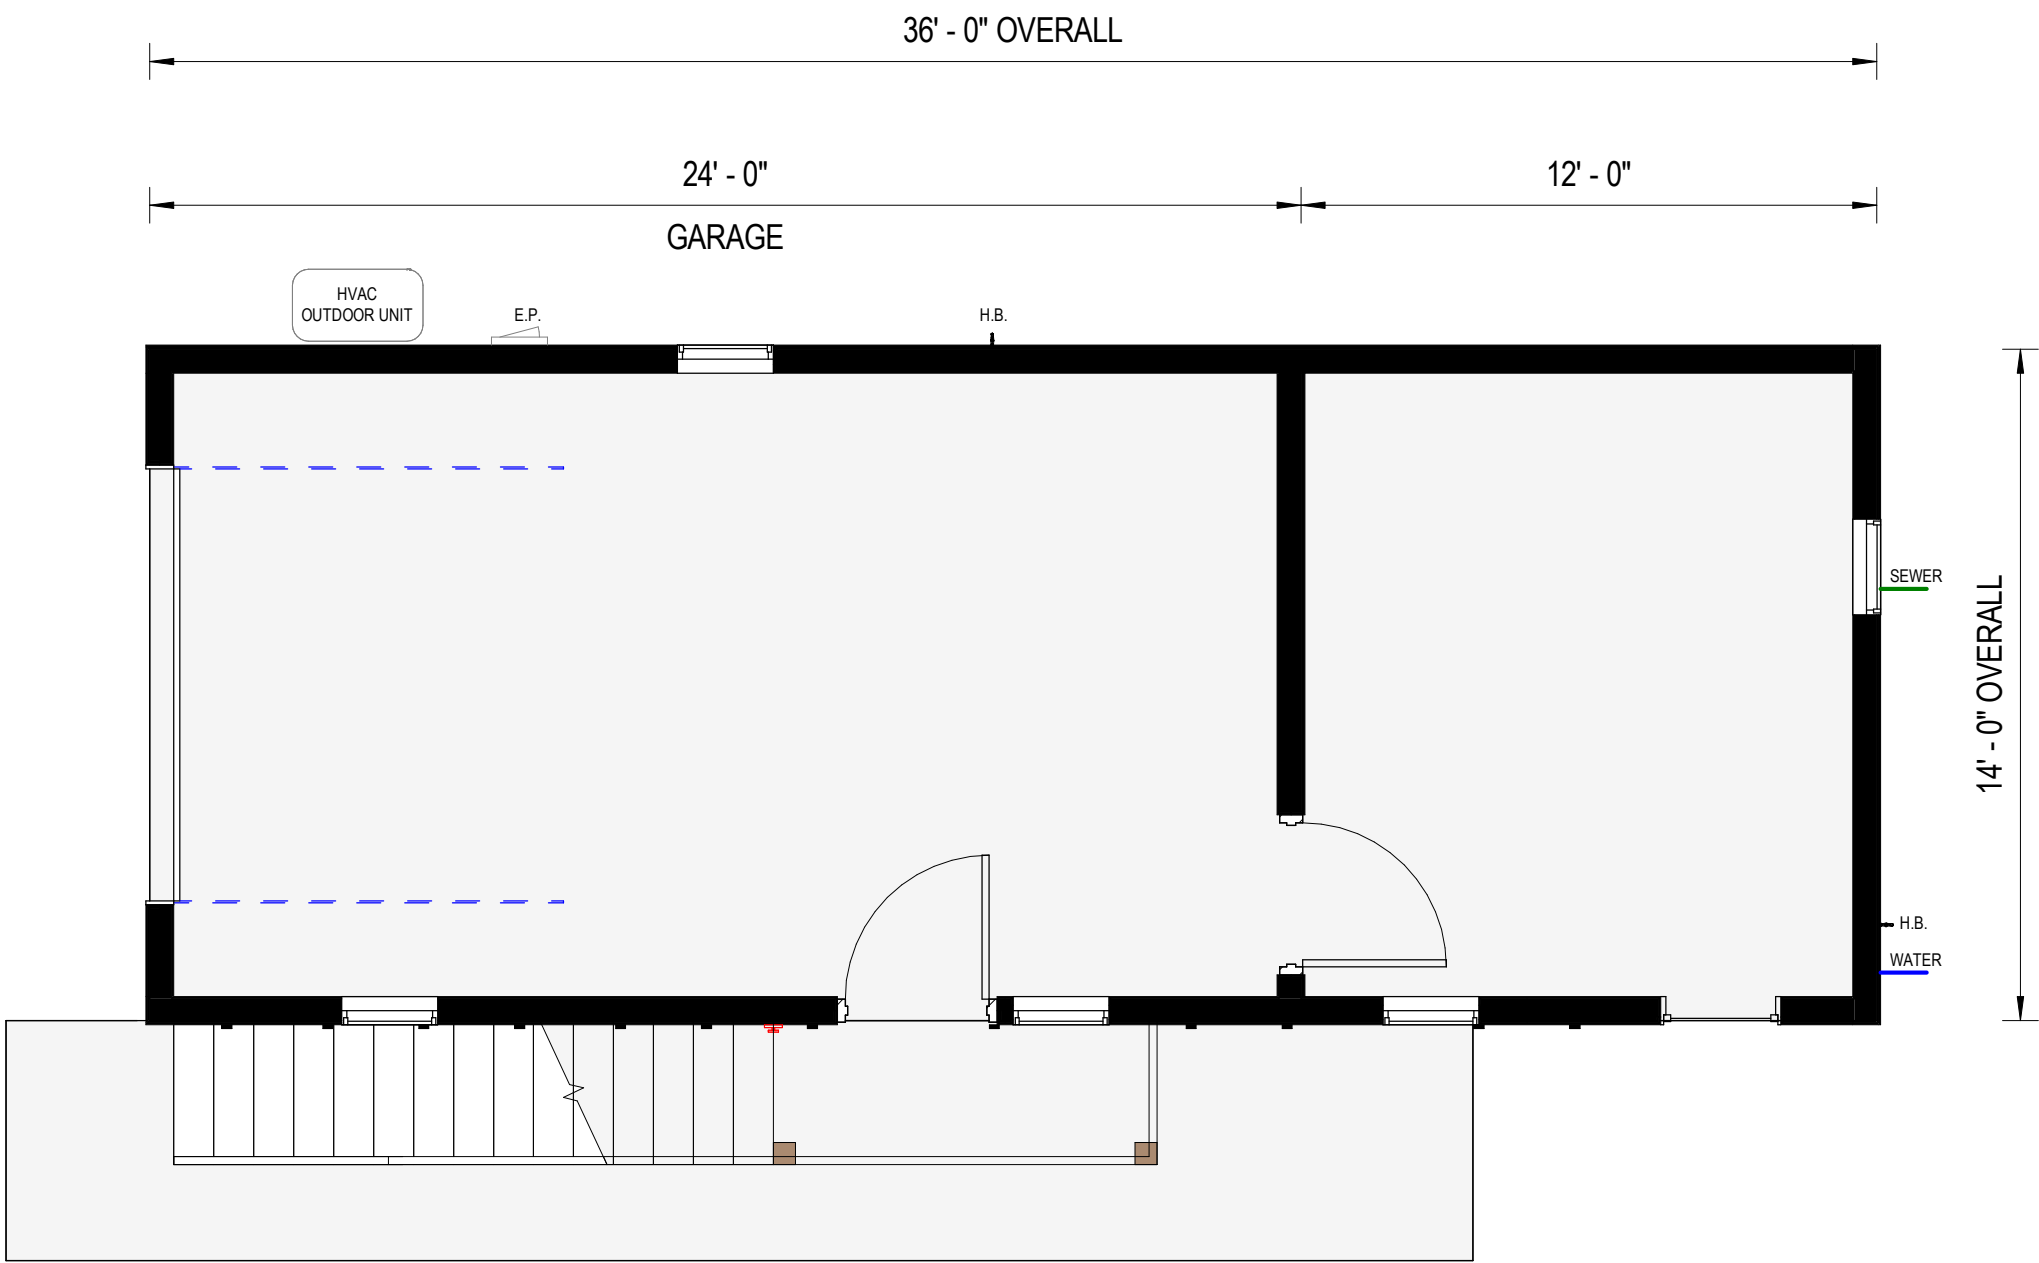 36' - 0" OVERALL
24' - 0"
12' - 0"
GARAGE
HVAC
OUTDOOR UNIT
E.P.
H.B.
SEWER
14' - 0" OVERALL
H.B.
WATER